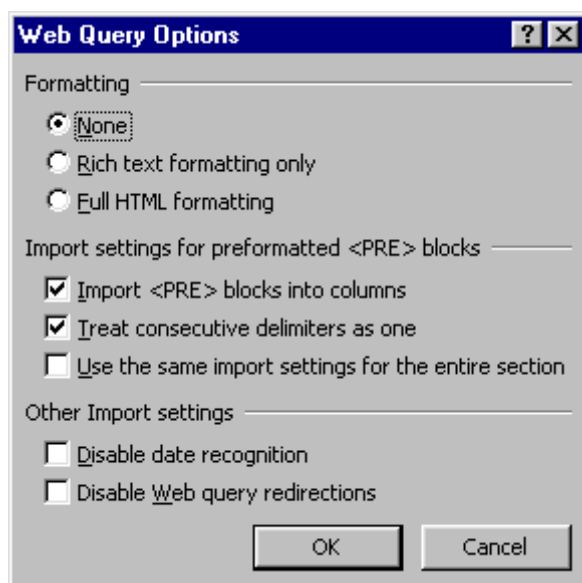 Web Query Options
Formatting
None
Rich text formatting only
Full HTML formatting
Import settings for preformatted <PRE> blocks
Import <PRE> blocks into columns
Treat consecutive delimiters as one
Use the same import settings for the entire section
Other Import settings
Disable date recognition
Disable Web query redirections
OK Cancel